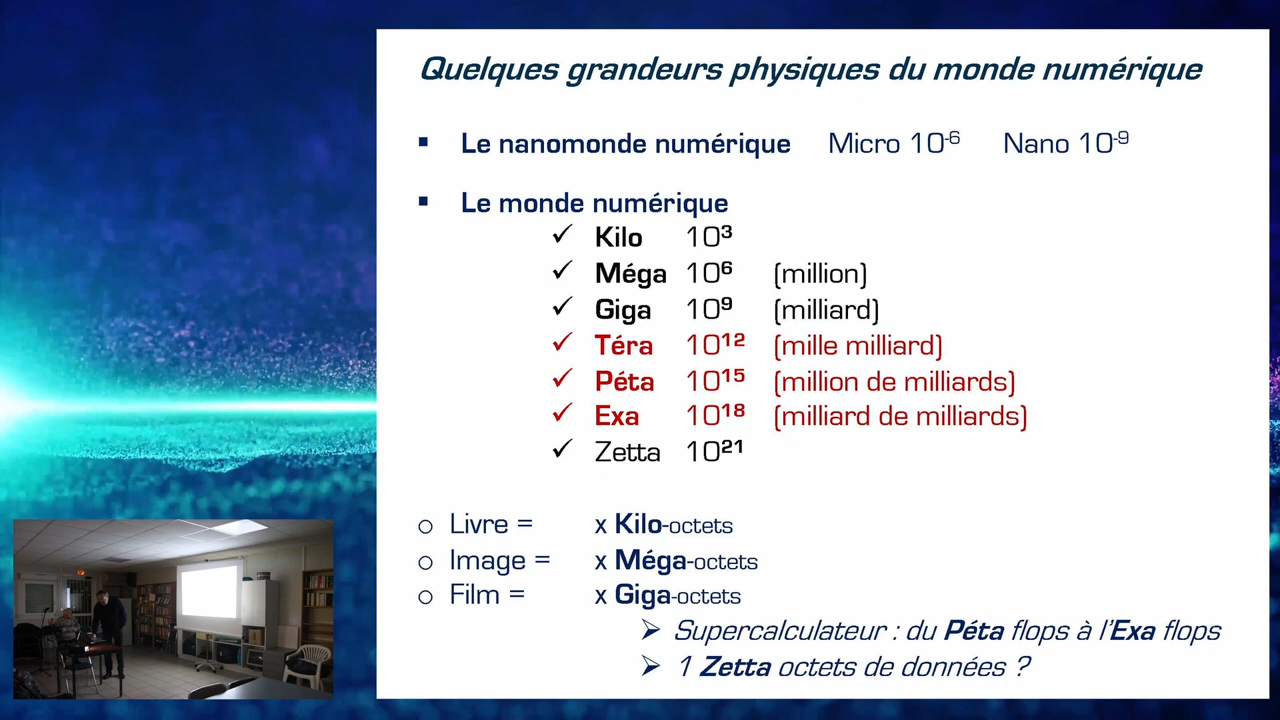 Quelques grandeurs physiques du monde numérique
▪ Le nanomonde numérique Micro 10⁻⁶ Nano 10⁻⁹
▪ Le monde numérique
✓ Kilo 10³
✓ Méga 10⁶ (million)
✓ Giga 10⁹ (milliard)
✓ Téra 10¹² (mille milliard)
✓ Péta 10¹⁵ (million de milliards)
✓ Exa 10¹⁸ (milliard de milliards)
✓ Zetta 10²¹
o Livre = x Kilo-octets
o Image = x Méga-octets
o Film = x Giga-octets
➢ Supercalculateur : du Péta flops à l'Exa flops
➢ 1 Zetta octets de données ?